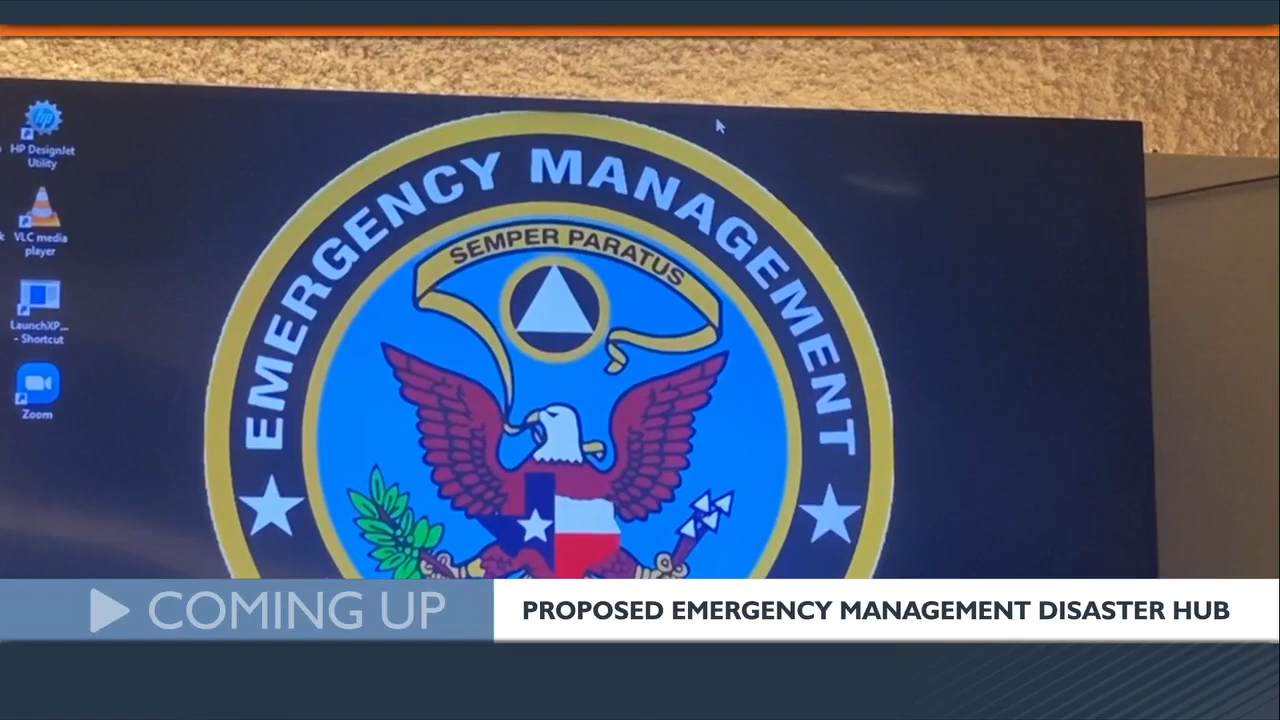 HP DesignJet
Utility
VLC media
player
LaunchXP...
- Shortcut
Zoom
EMERGENCY MANAGEMENT
SEMPER PARATUS
COMING UP
PROPOSED EMERGENCY MANAGEMENT DISASTER HUB